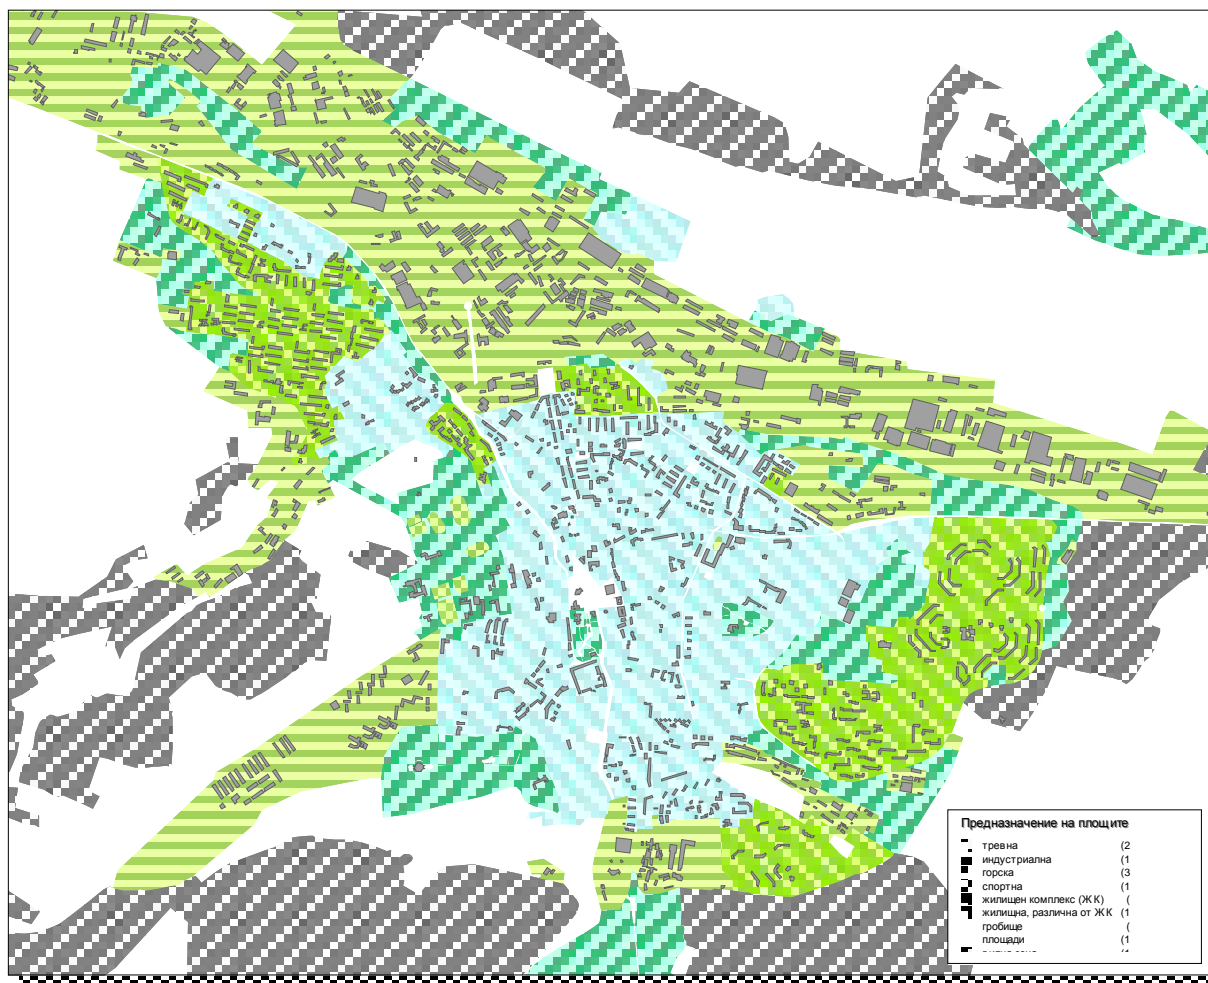 Предназначение на площите
тревна (2
индустриална (1
горска (3
спортна (1
жилищен комплекс (ЖК) (
жилищна, различна от ЖК (1
гробище (
площади (1
(1